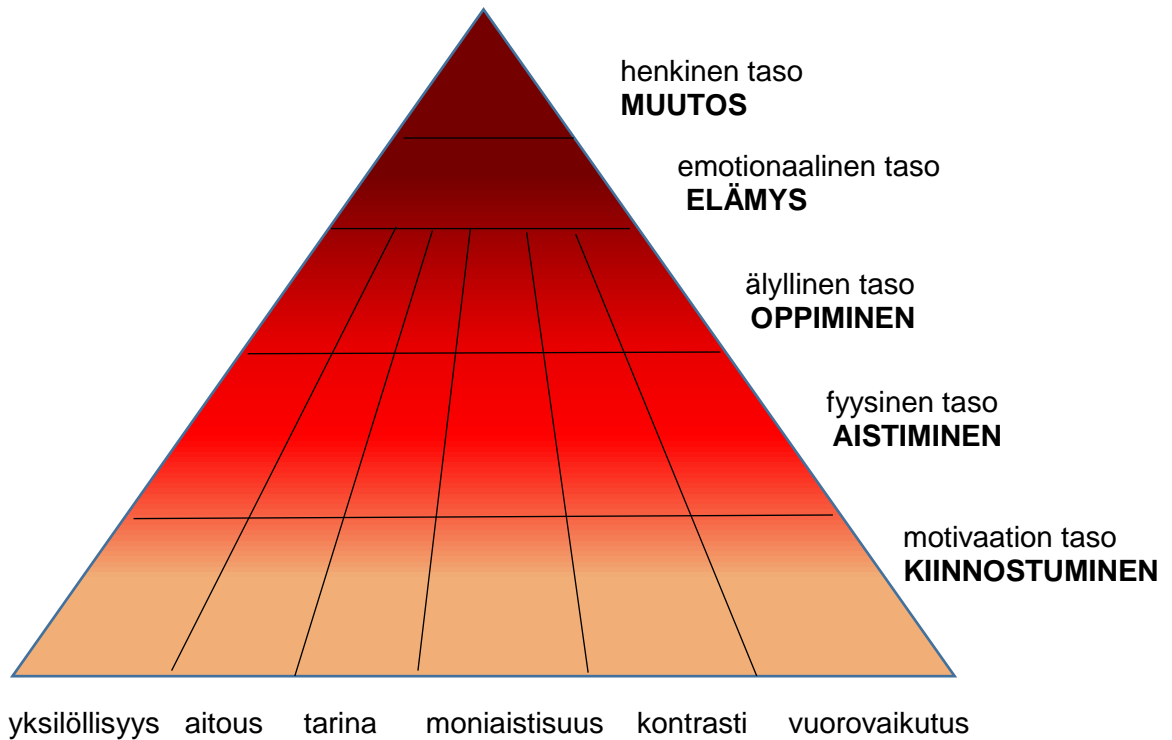 henkinen taso
MUUTOS
emotionaalinen taso
ELÄMYS
älyllinen taso
OPPIMINEN
fyysinen taso
AISTIMINEN
motivaation taso
KIINNOSTUMINEN
yksilöllisyys aitous tarina moniaistisuus kontrasti vuorovaikutus